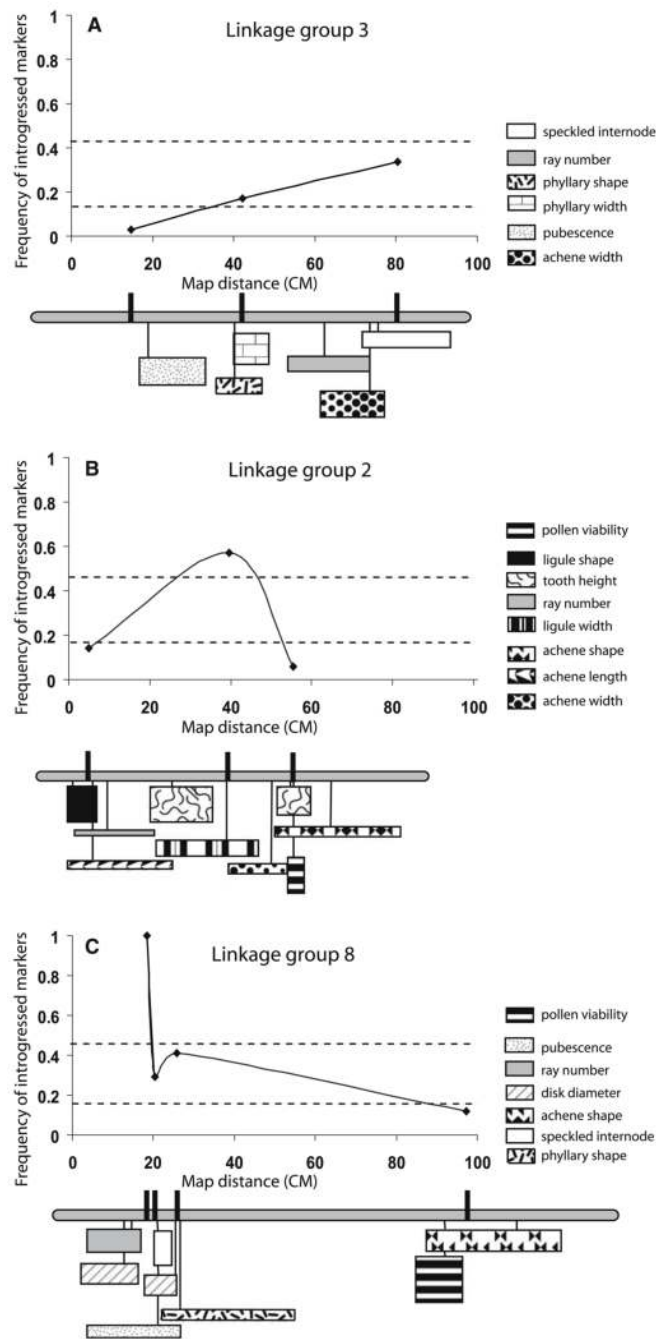 A
Linkage group 3
Frequency of introgressed markers
1
0.8
0.6
0.4
0.2
0
0 20 40 60 80 100
Map distance (CM)
speckled internode
ray number
phyllary shape
phyllary width
pubescence
achene width
B
Linkage group 2
Frequency of introgressed markers
1
0.8
0.6
0.4
0.2
0
0 20 40 60 80 100
Map distance (CM)
pollen viability
ligule shape
tooth height
ray number
ligule width
achene shape
achene length
achene width
C
Linkage group 8
Frequency of introgressed markers
1
0.8
0.6
0.4
0.2
0
0 20 40 60 80 100
Map distance (CM)
pollen viability
pubescence
ray number
disk diameter
achene shape
speckled internode
phyllary shape